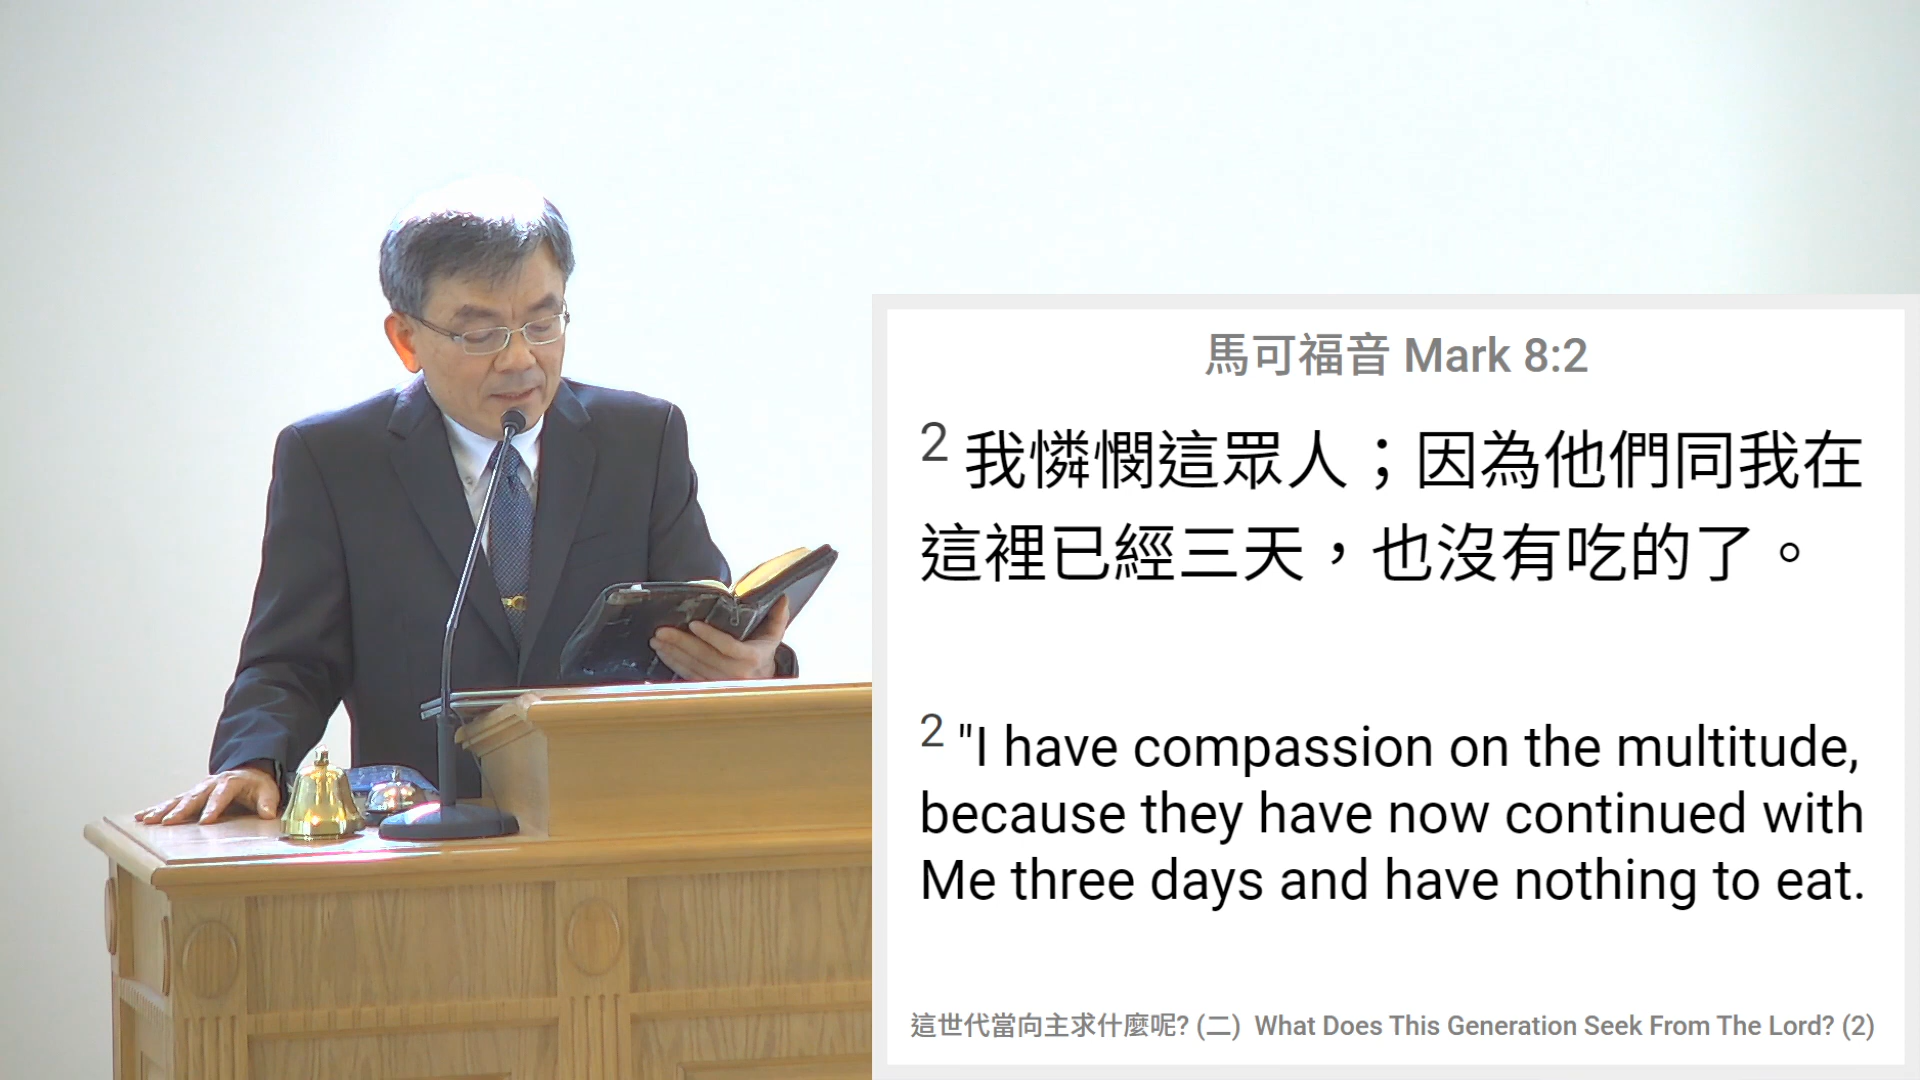 馬可福音 Mark 8:2
2 我憐憫這眾人；因為他們同我在
這裡已經三天，也沒有吃的了。
2 "I have compassion on the multitude,
because they have now continued with
Me three days and have nothing to eat.
這世代當向主求什麼呢? (二) What Does This Generation Seek From The Lord? (2)